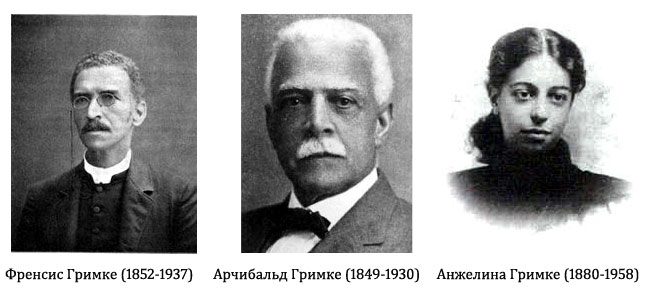 Френсис Гримке (1852-1937)
Арчибальд Гримке (1849-1930)
Анжелина Гримке (1880-1958)